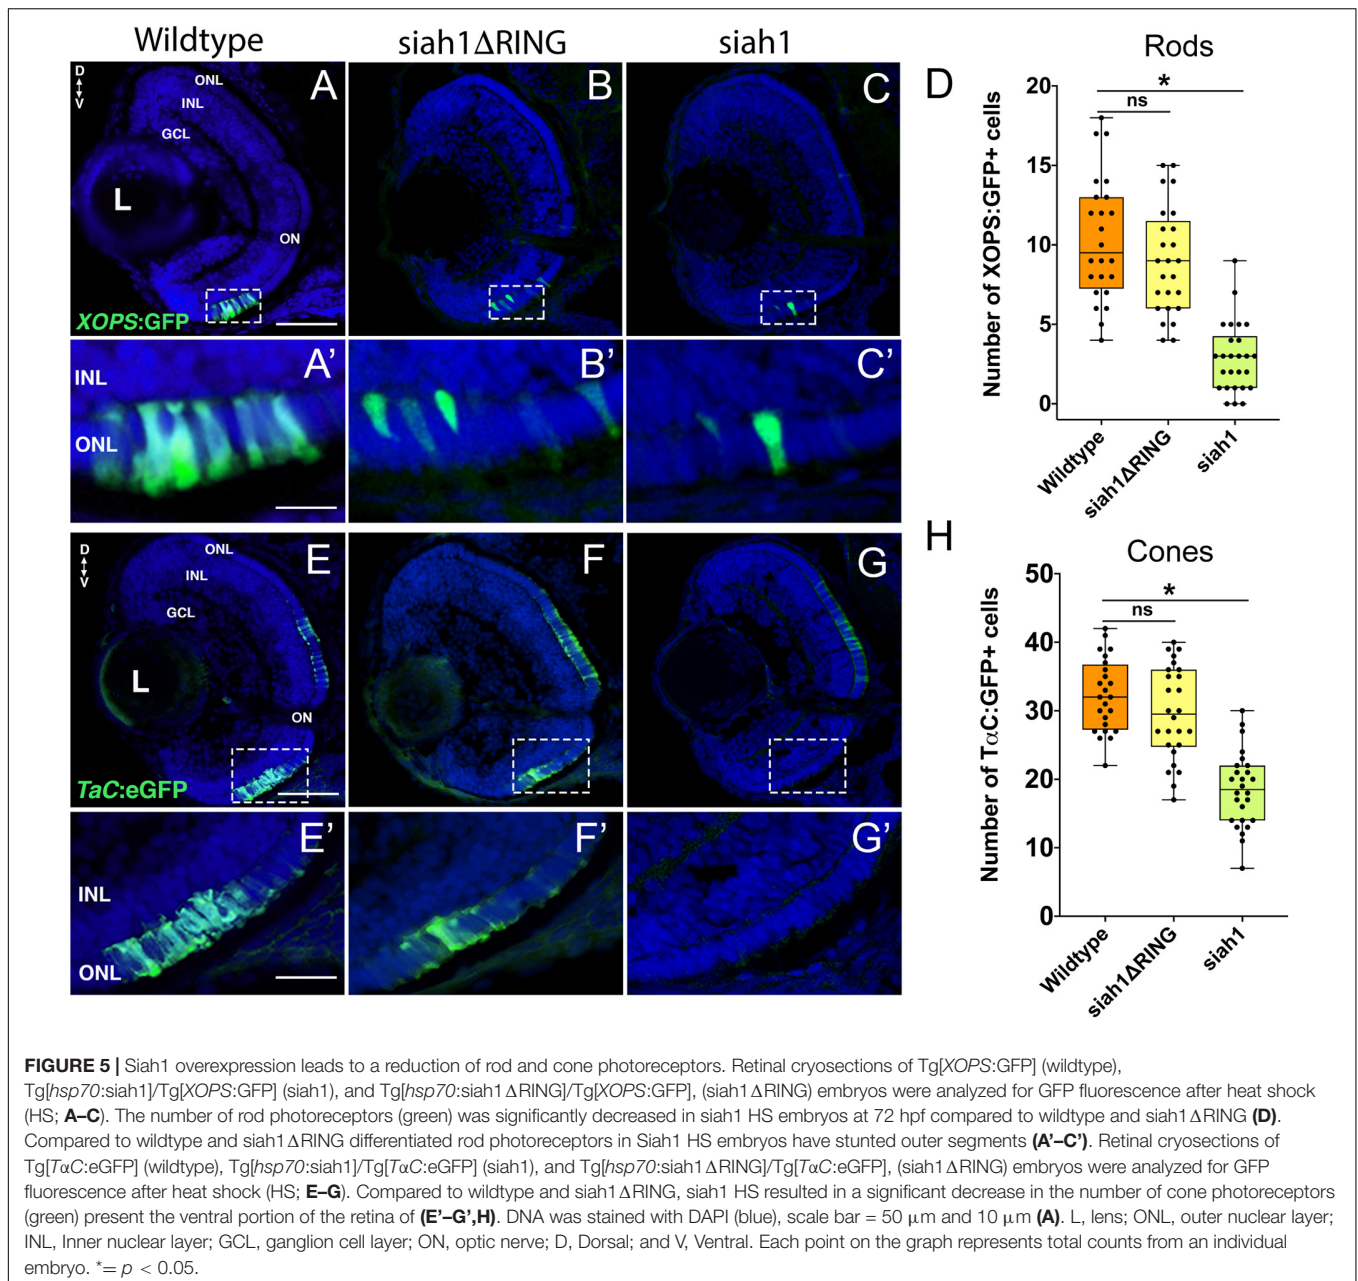 Wildtype
siah1ΔRING
siah1
A
D
V
ONL
INL
GCL
L
ON
XOPS:GFP
B
C
A'
INL
ONL
B'
C'
D
Rods
Number of XOPS:GFP+ cells
20
15
10
5
0
*
ns
Wildtype
siah1ΔRING
siah1
E
D
V
ONL
INL
GCL
L
ON
TaC:eGFP
F
G
E'
INL
ONL
F'
G'
H
Cones
Number of TαC:GFP+ cells
50
40
30
20
10
0
*
ns
Wildtype
siah1ΔRING
siah1
FIGURE 5 | Siah1 overexpression leads to a reduction of rod and cone photoreceptors. Retinal cryosections of Tg[XOPS:GFP] (wildtype),
Tg[hsp70:siah1]/Tg[XOPS:GFP] (siah1), and Tg[hsp70:siah1ΔRING]/Tg[XOPS:GFP], (siah1ΔRING) embryos were analyzed for GFP fluorescence after heat shock
(HS; A–C). The number of rod photoreceptors (green) was significantly decreased in siah1 HS embryos at 72 hpf compared to wildtype and siah1ΔRING (D).
Compared to wildtype and siah1ΔRING differentiated rod photoreceptors in Siah1 HS embryos have stunted outer segments (A'–C'). Retinal cryosections of
Tg[TαC:eGFP] (wildtype), Tg[hsp70:siah1]/Tg[TαC:eGFP] (siah1), and Tg[hsp70:siah1ΔRING]/Tg[TαC:eGFP], (siah1ΔRING) embryos were analyzed for GFP
fluorescence after heat shock (HS; E–G). Compared to wildtype and siah1ΔRING, siah1 HS resulted in a significant decrease in the number of cone photoreceptors
(green) present the ventral portion of the retina of (E'–G',H). DNA was stained with DAPI (blue), scale bar = 50 μm and 10 μm (A). L, lens; ONL, outer nuclear layer;
INL, Inner nuclear layer; GCL, ganglion cell layer; ON, optic nerve; D, Dorsal; and V, Ventral. Each point on the graph represents total counts from an individual
embryo. *= p < 0.05.